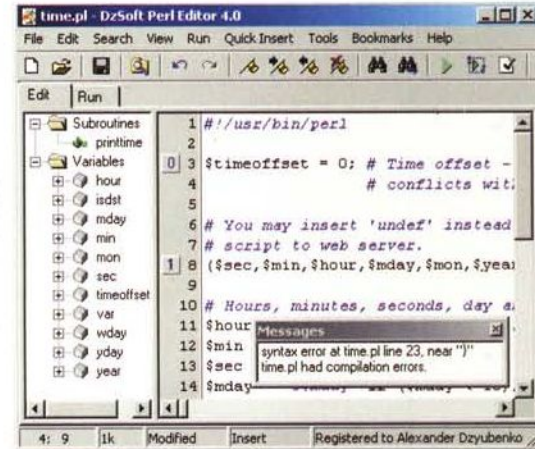 time.pl - DzSoft Perl Editor 4.0
File Edit Search View Run Quick Insert Tools Bookmarks Help
Edit Run
Subroutines
printtime
Variables
hour
isdst
mday
min
mon
sec
timeoffset
var
wday
yday
year
1 #!/usr/bin/perl
2
0 3 $timeoffset = 0; # Time offset -
4 # conflicts wit
5
6 # You may insert 'undef' instead
7 # script to web server.
1 8 ($sec,$min,$hour,$mday,$mon,$yea
9
10 # Hours, minutes, seconds, day a
11 $hour
12 $min
13 $sec
14 $mday
Messages
syntax error at time.pl line 23, near "}"
time.pl had compilation errors.
4: 9 1k Modified Insert Registered to Alexander Dzyubenko